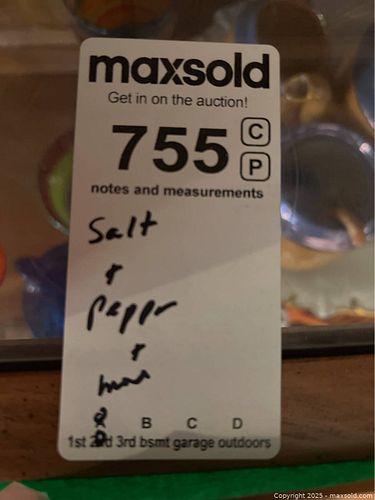 maxsold
Get in on the auction!
755 C
P
notes and measurements
Salt
+
Pepper
+
B C D
1st 2nd 3rd bsmt garage outdoors
Copyright 2025 - maxsold.com